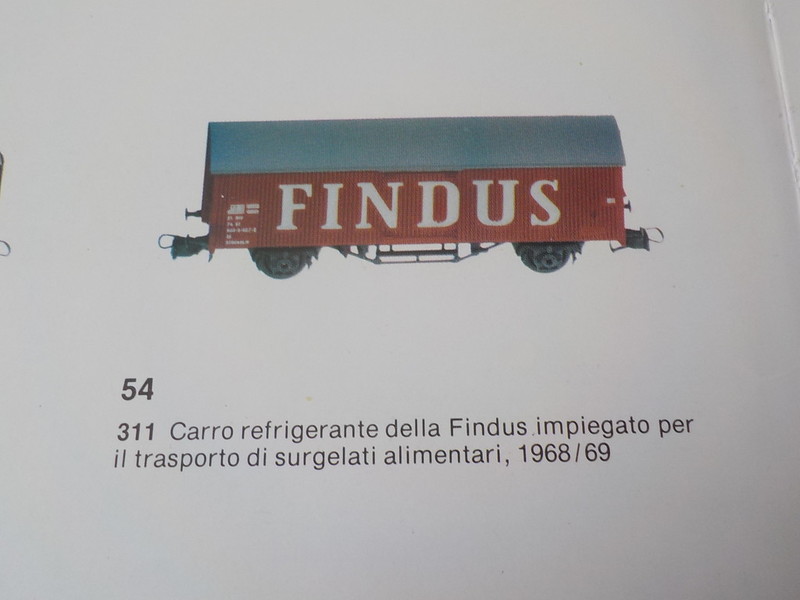 FINDUS
54
311 Carro refrigerante della Findus impiegato per
il trasporto di surgelati alimentari, 1968/69